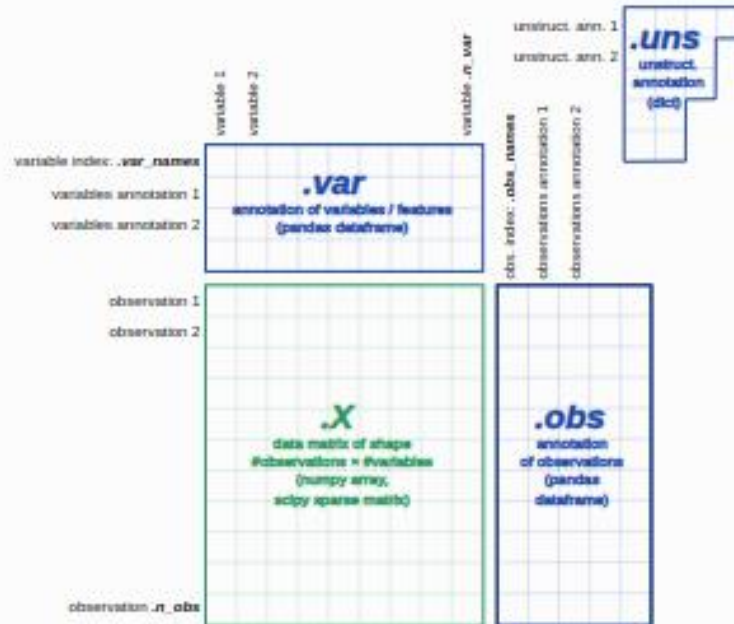 unstruct. ann. 1
unstruct. ann. 2
.uns
unstruct.
annotation
(dict)
variable 1
variable 2
variable .n_var
obs. index: .obs_names
observations annotation 1
observations annotation 2
variable index: .var_names
variables annotation 1
variables annotation 2
.var
annotation of variables / features
(pandas dataframe)
observation 1
observation 2
observation .n_obs
.X
data matrix of shape
#observations × #variables
(numpy array,
scipy sparse matrix)
.obs
annotation
of observations
(pandas
dataframe)